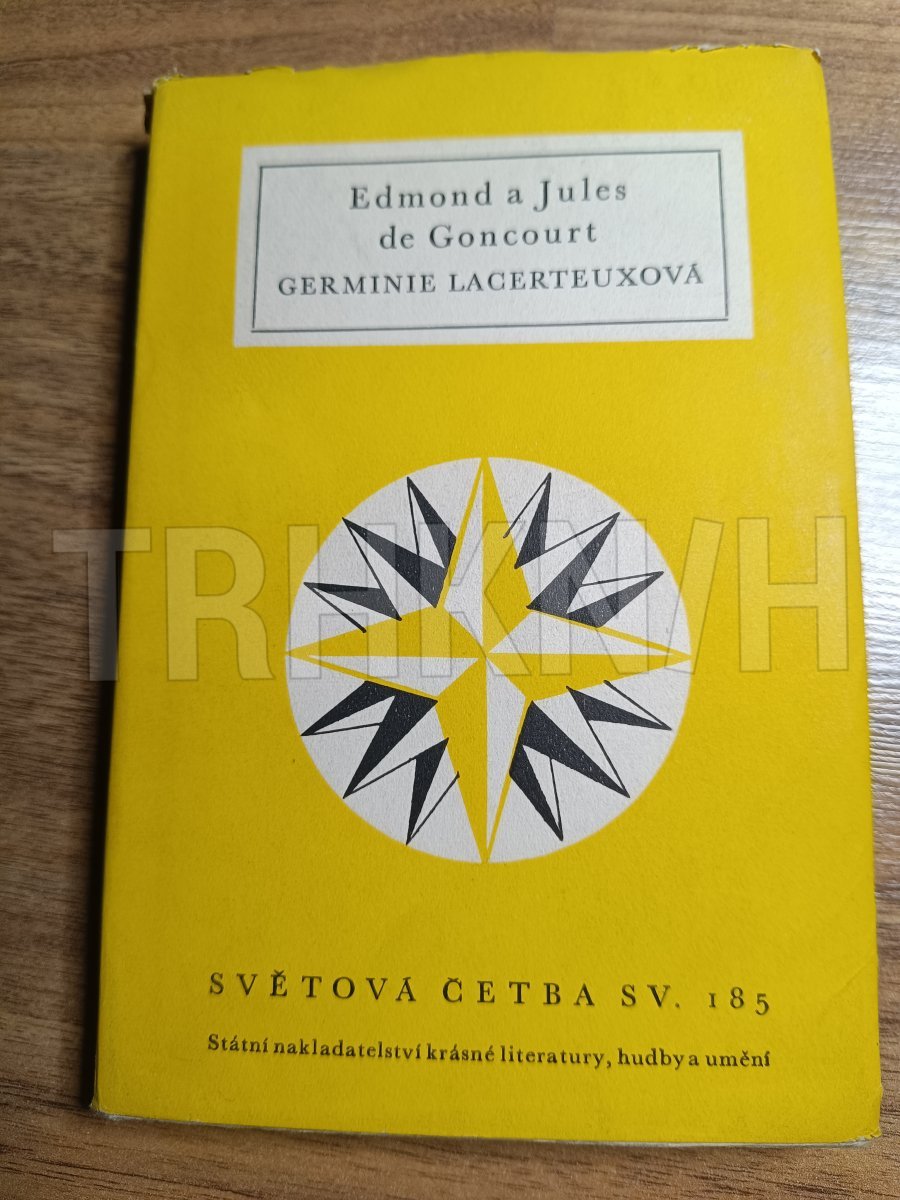 Edmond a Jules
de Goncourt
GERMINIE LACERTEUXOVÁ
TRHKNIH
SVĚTOVÁ ČETBA SV. 185
Státní nakladatelství krásné literatury, hudby a umění